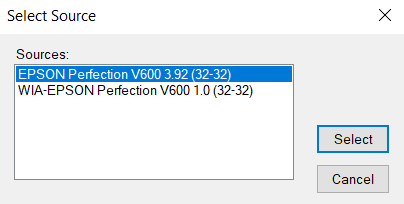 Select Source
Sources:
EPSON Perfection V600 3.92 (32-32)
WIA-EPSON Perfection V600 1.0 (32-32)
Select
Cancel